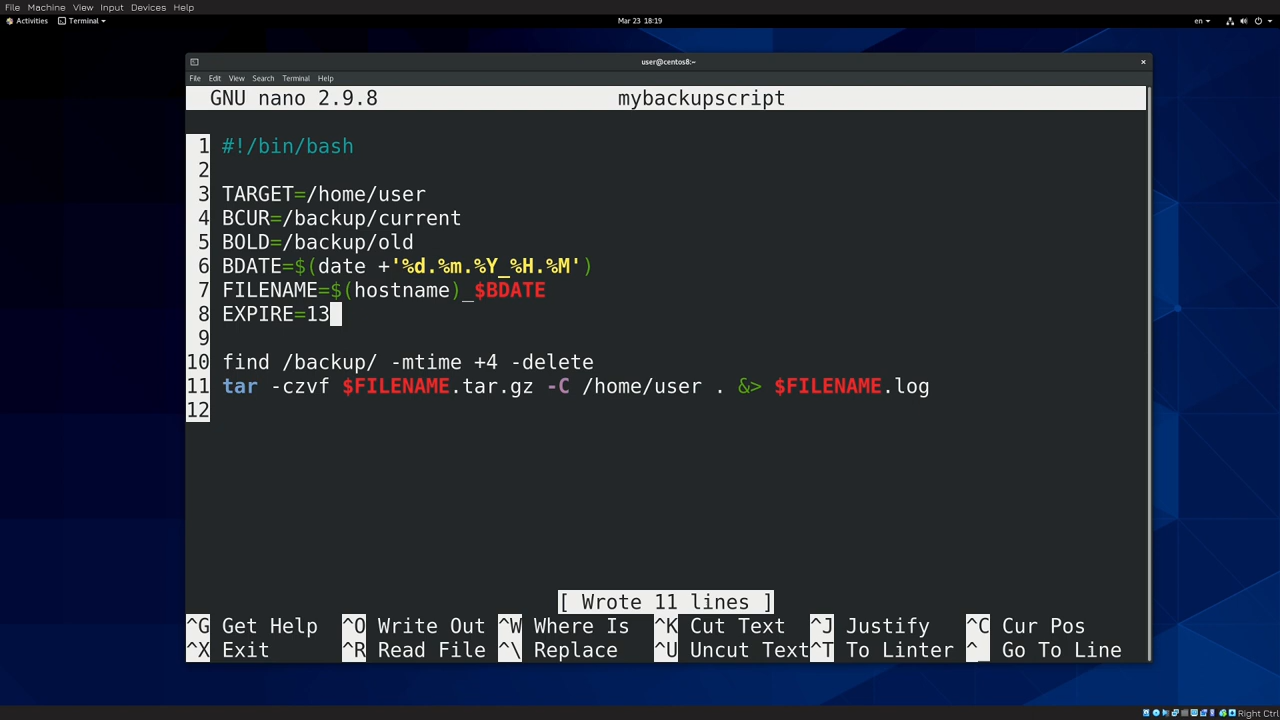 File Machine View Input Devices Help
Activities Terminal Mar 23 18:19 en
user@centos8:~
File Edit View Search Terminal Help
GNU nano 2.9.8 mybackupscript
1 #!/bin/bash
2
3 TARGET=/home/user
4 BCUR=/backup/current
5 BOLD=/backup/old
6 BDATE=$(date +'%d.%m.%Y_%H.%M')
7 FILENAME=$(hostname)_$BDATE
8 EXPIRE=13
9
10 find /backup/ -mtime +4 -delete
11 tar -czvf $FILENAME.tar.gz -C /home/user . &> $FILENAME.log
12
[ Wrote 11 lines ]
^G Get Help ^O Write Out ^W Where Is ^K Cut Text ^J Justify ^C Cur Pos
^X Exit ^R Read File ^\ Replace ^U Uncut Text ^T To Linter ^_ Go To Line
Right Ctrl